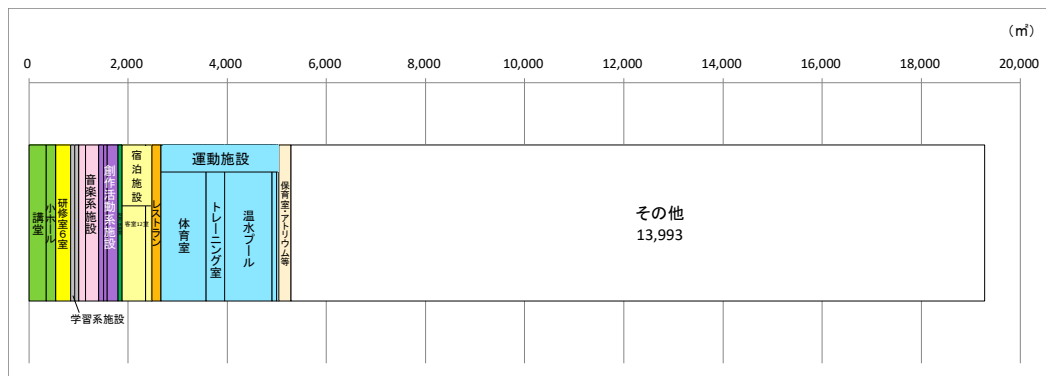 （㎡）
0
2,000
4,000
6,000
8,000
10,000
12,000
14,000
16,000
18,000
20,000
講堂
小ホール
研修室６室
学習系施設
音楽系施設
創作活動系施設
宿泊施設
客室12室
レストラン
運動施設
体育室
トレーニング室
温水プール
保育室・アトリウム等
その他
13,993